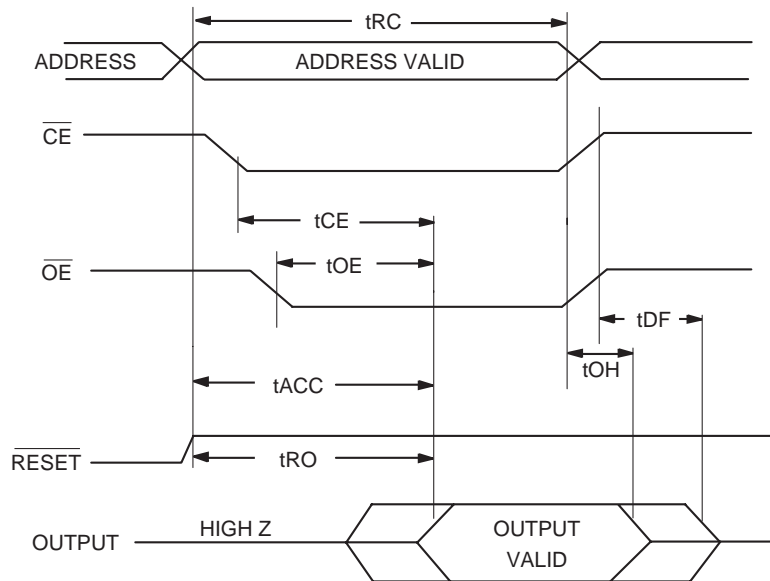 tRC
ADDRESS
ADDRESS VALID
CE
tCE
tOE
OE
tDF
tOH
tACC
RESET
tRO
OUTPUT
HIGH Z
OUTPUT
VALID